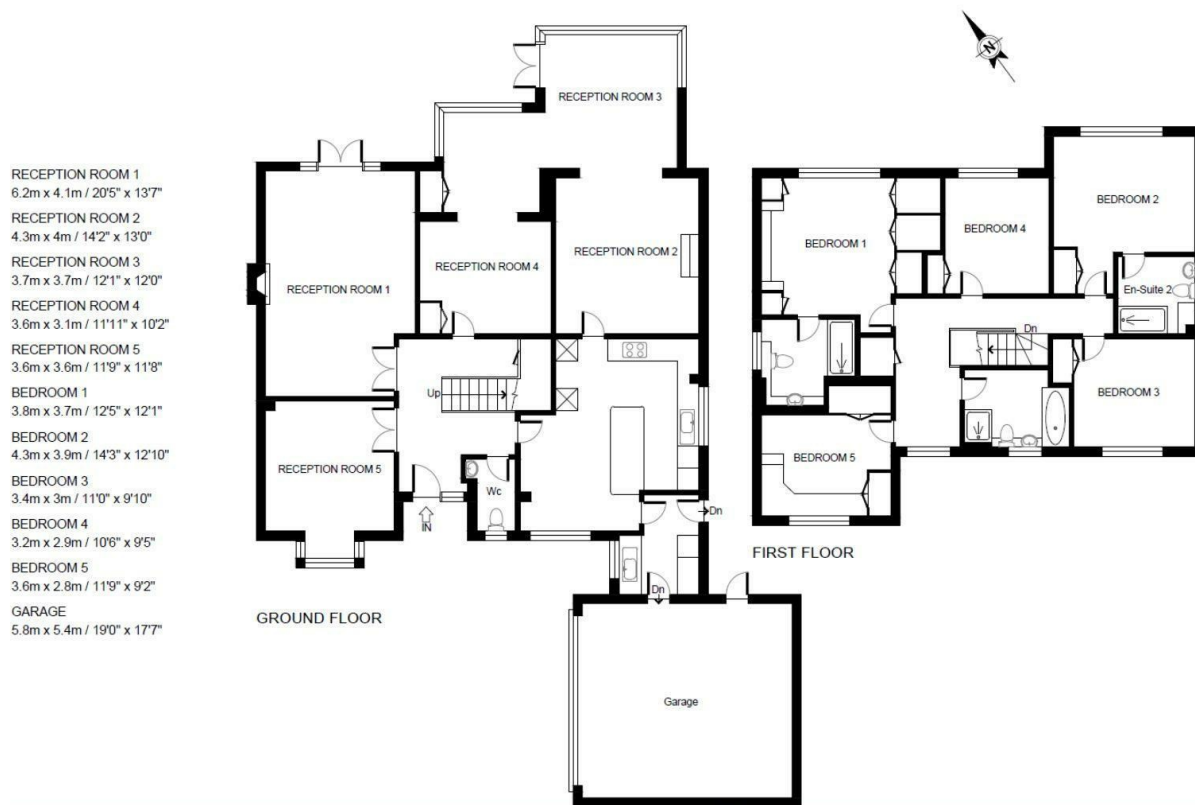 RECEPTION ROOM 1
6.2m x 4.1m / 20'5" x 13'7"
RECEPTION ROOM 2
4.3m x 4m / 14'2" x 13'0"
RECEPTION ROOM 3
3.7m x 3.7m / 12'1" x 12'0"
RECEPTION ROOM 4
3.6m x 3.1m / 11'11" x 10'2"
RECEPTION ROOM 5
3.6m x 3.6m / 11'9" x 11'8"
BEDROOM 1
3.8m x 3.7m / 12'5" x 12'1"
BEDROOM 2
4.3m x 3.9m / 14'3" x 12'10"
BEDROOM 3
3.4m x 3m / 11'0" x 9'10"
BEDROOM 4
3.2m x 2.9m / 10'6" x 9'5"
BEDROOM 5
3.6m x 2.8m / 11'9" x 9'2"
GARAGE
5.8m x 5.4m / 19'0" x 17'7"
RECEPTION ROOM 3
RECEPTION ROOM 2
RECEPTION ROOM 4
RECEPTION ROOM 1
Up
RECEPTION ROOM 5
Wc
IN
Dn
Dn
GROUND FLOOR
Garage
N
BEDROOM 2
BEDROOM 4
BEDROOM 1
En-Suite 2
Dn
BEDROOM 3
BEDROOM 5
FIRST FLOOR